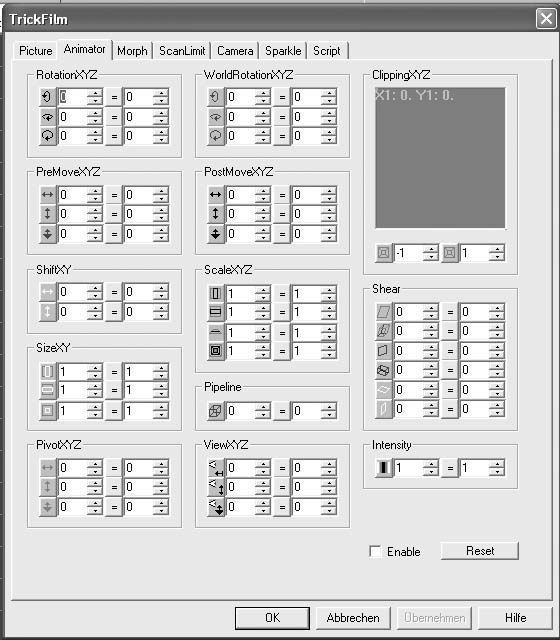 TrickFilm
Picture Animator Morph ScanLimit Camera Sparkle Script
RotationXYZ
0 = 0
0 = 0
0 = 0
WorldRotationXYZ
0 = 0
0 = 0
0 = 0
ClippingXYZ
X1: 0. Y1: 0.
-1 1
PreMoveXYZ
0 = 0
0 = 0
0 = 0
PostMoveXYZ
0 = 0
0 = 0
0 = 0
ShiftXY
0 = 0
0 = 0
ScaleXYZ
1 = 1
1 = 1
1 = 1
1 = 1
Shear
0 = 0
0 = 0
0 = 0
0 = 0
0 = 0
0 = 0
SizeXY
1 = 1
1 = 1
1 = 1
Pipeline
0 = 0
PivotXYZ
0 = 0
0 = 0
0 = 0
ViewXYZ
0 = 0
0 = 0
0 = 0
Intensity
1 = 1
Enable Reset
OK Abbrechen Übernehmen Hilfe